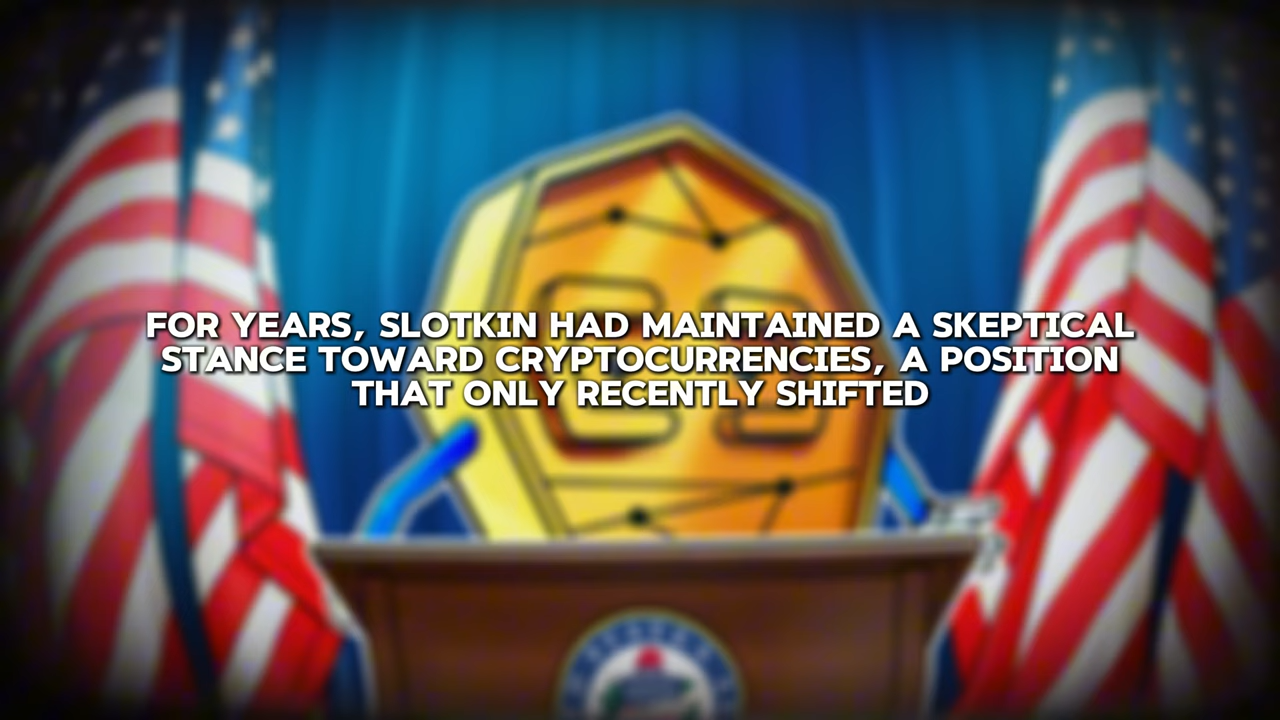 FOR YEARS, SLOTKIN HAD MAINTAINED A SKEPTICAL
STANCE TOWARD CRYPTOCURRENCIES, A POSITION
THAT ONLY RECENTLY SHIFTED